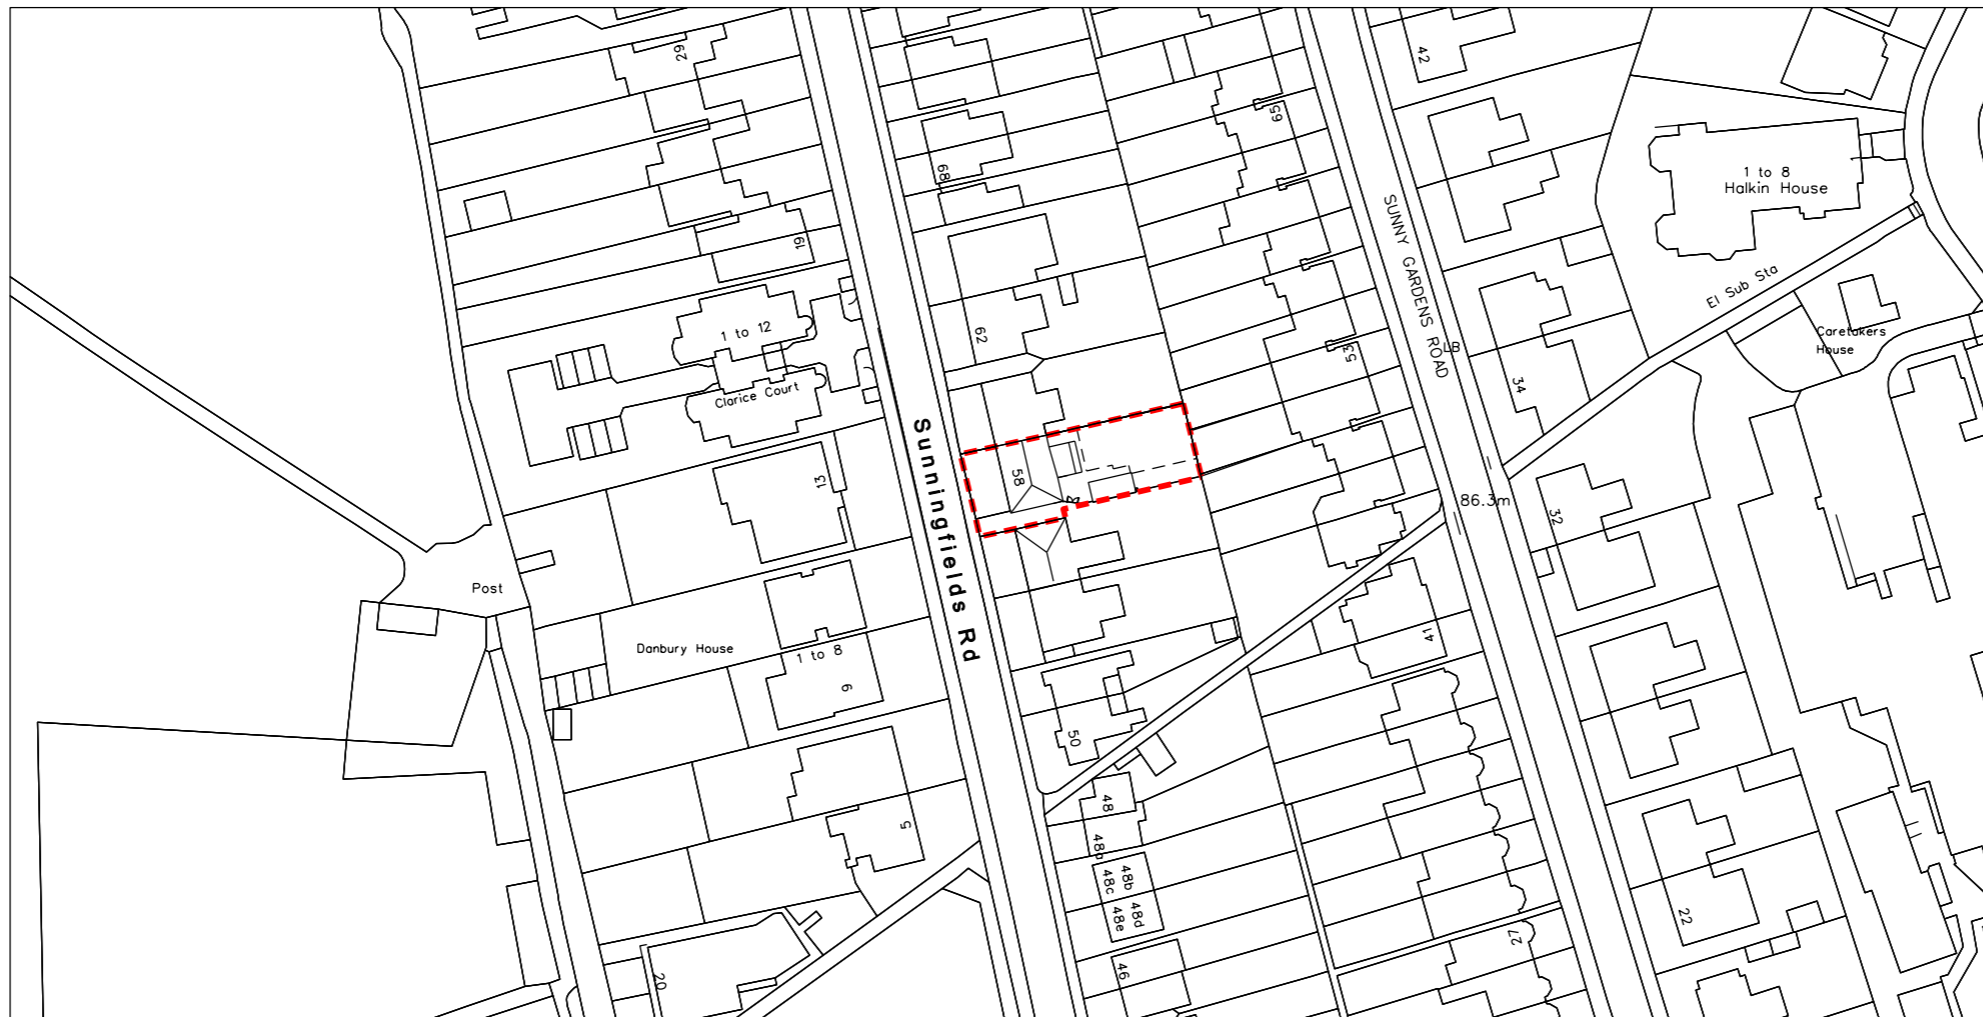 29
42
65
68
1 to 8
Halkin House
SUNNY GARDENS ROAD
19
El Sub Sta
1 to 12
62
Caretakers
House
53
LB
34
Clarice Court
Sunningfields Rd
58
13
86.3m
32
Post
Danbury House
1 to 8
41
9
50
48
5
48a
48b
48c
48d
48e
22
27
46
20